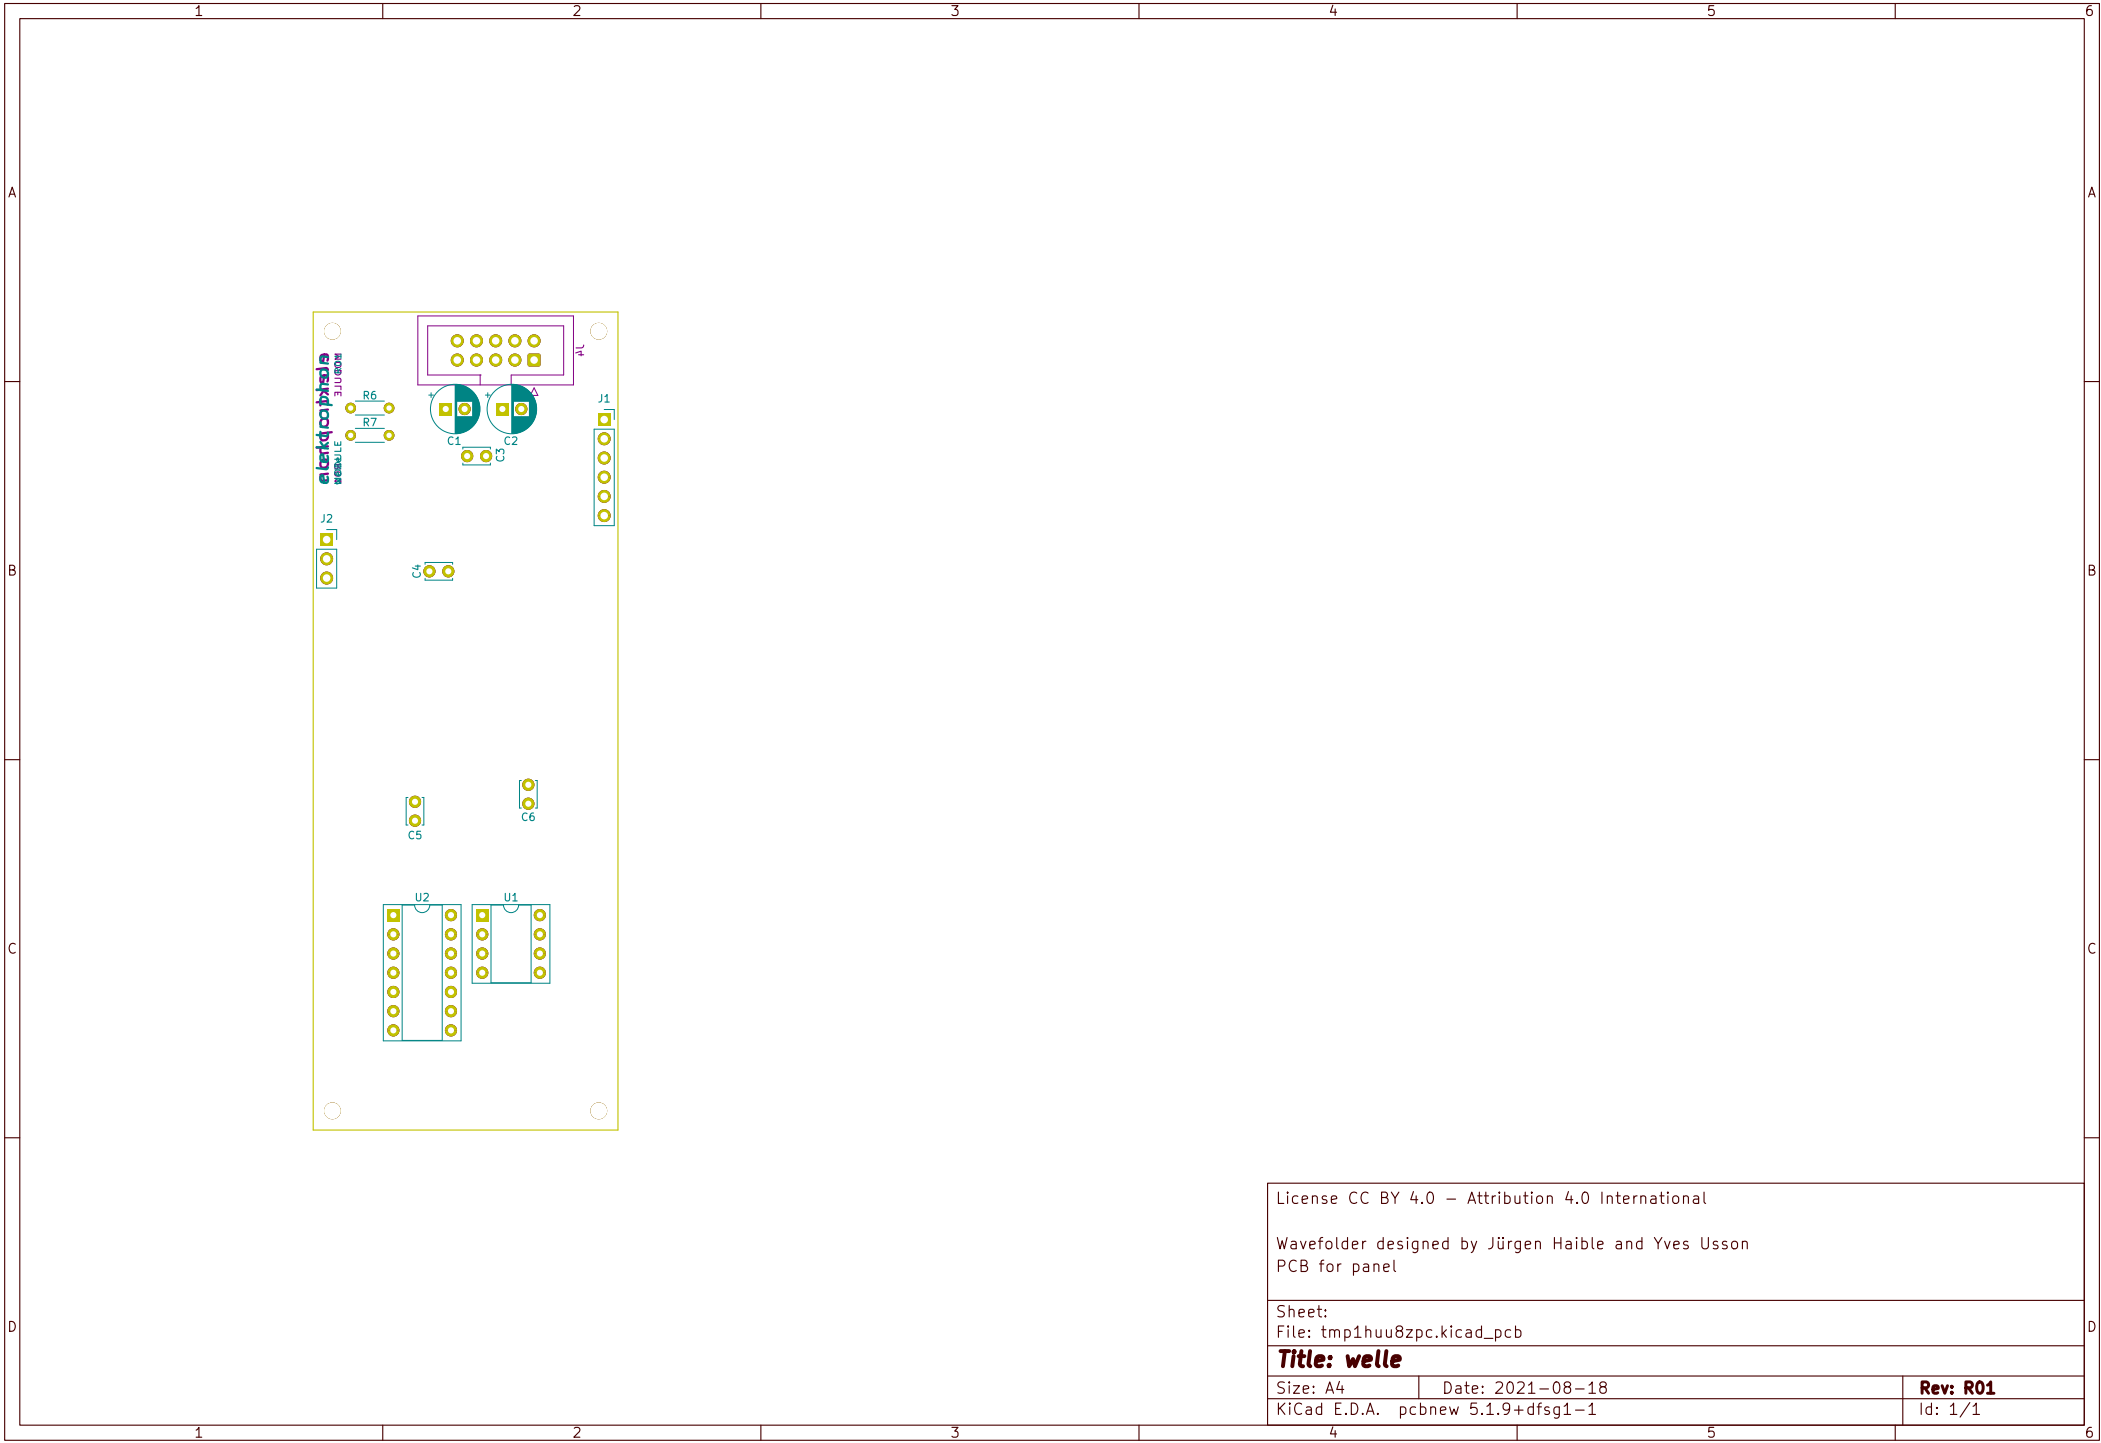 1 2 3 4 5 6
A A
J4
R6
J1
R7
+ +
C1 C2
C3
J2
C4
B B
C6
C5
U2 U1
C C
License CC BY 4.0 – Attribution 4.0 International
Wavefolder designed by Jürgen Haible and Yves Usson
PCB for panel
Sheet:
File: tmp1huu8zpc.kicad_pcb
D D
Title: welle
Size: A4 Date: 2021-08-18 Rev: R01
KiCad E.D.A. pcbnew 5.1.9+dfsg1-1 Id: 1/1
1 2 3 4 5 6